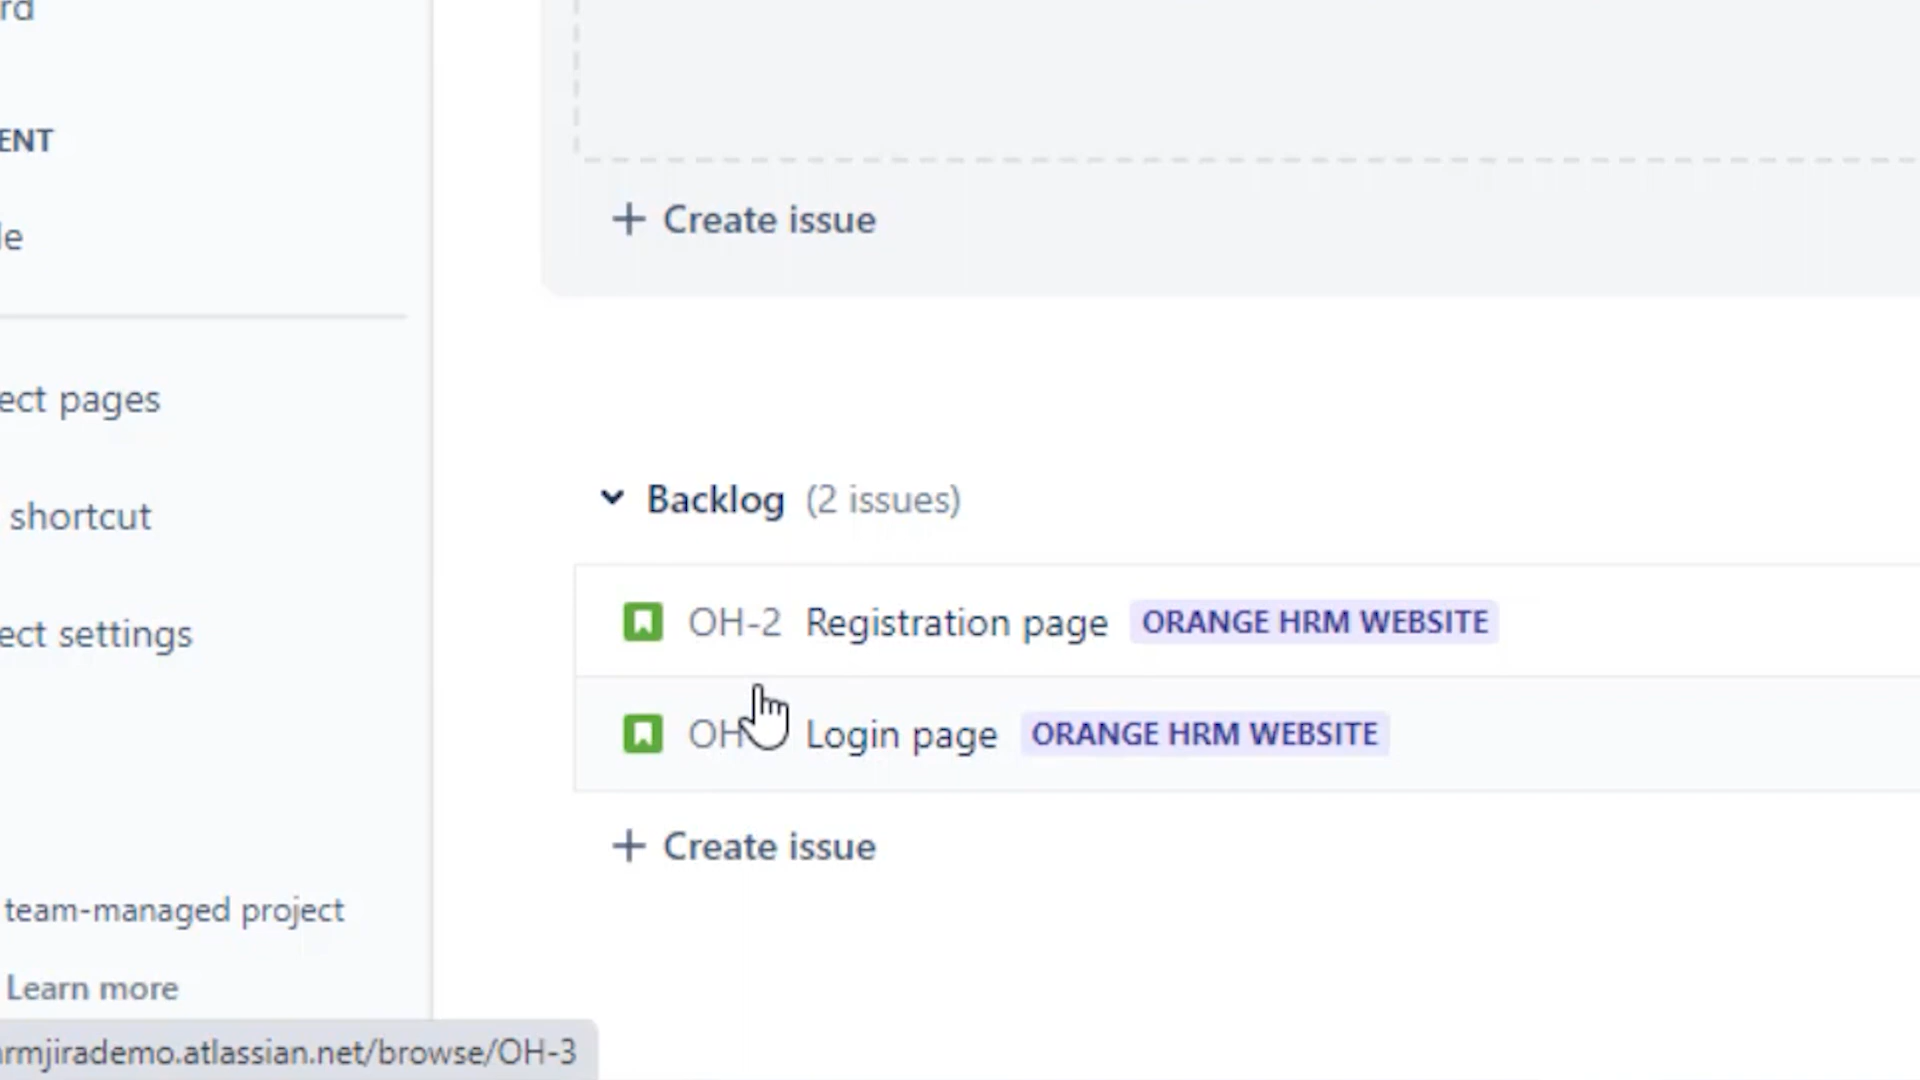 rd
ENT
le
ect pages
shortcut
ect settings
team-managed project
Learn more
rmjirademo.atlassian.net/browse/OH-3
+ Create issue
Backlog (2 issues)
OH-2 Registration page ORANGE HRM WEBSITE
OH Login page ORANGE HRM WEBSITE
+ Create issue